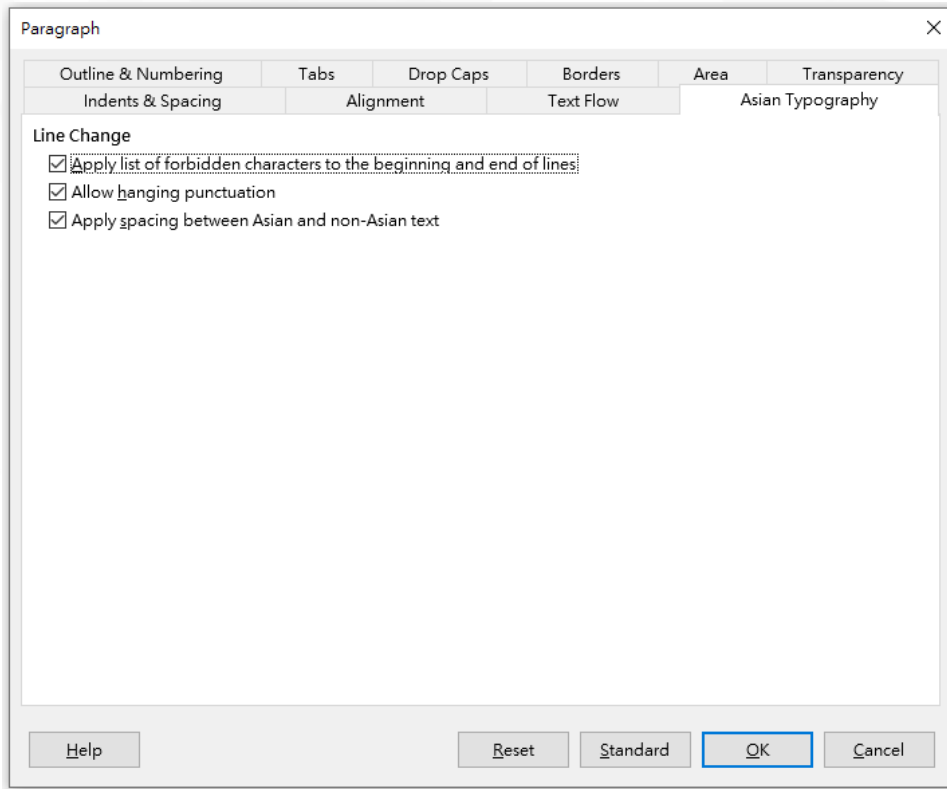 Paragraph
Outline & Numbering Tabs Drop Caps Borders Area Transparency
Indents & Spacing Alignment Text Flow Asian Typography
Line Change
Apply list of forbidden characters to the beginning and end of lines
Allow hanging punctuation
Apply spacing between Asian and non-Asian text
Help Reset Standard OK Cancel